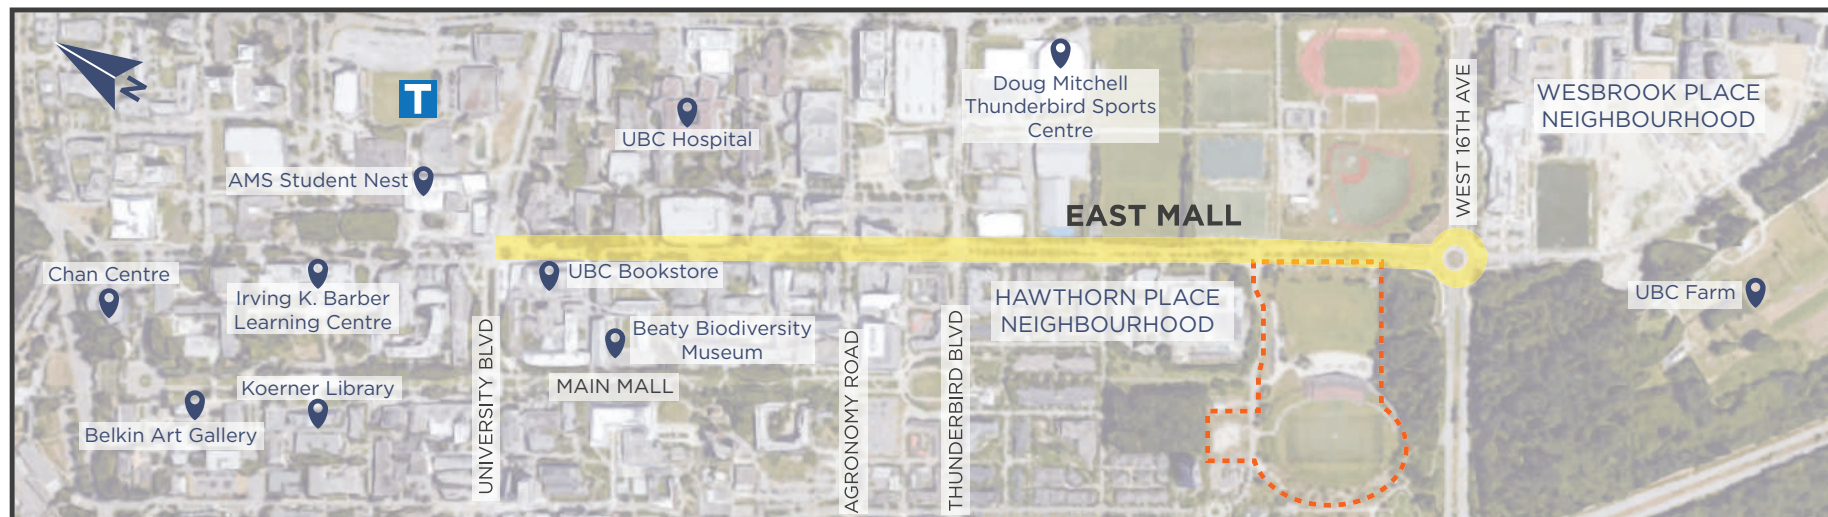 N
T
Doug Mitchell
Thunderbird Sports
Centre
WEST 16TH AVE
WESBROOK PLACE
NEIGHBOURHOOD
UBC Hospital
AMS Student Nest
EAST MALL
Chan Centre
Irving K. Barber
Learning Centre
UBC Bookstore
HAWTHORN PLACE
NEIGHBOURHOOD
UBC Farm
UNIVERSITY BLVD
Beaty Biodiversity
Museum
AGRONOMY ROAD
THUNDERBIRD BLVD
MAIN MALL
Koerner Library
Belkin Art Gallery